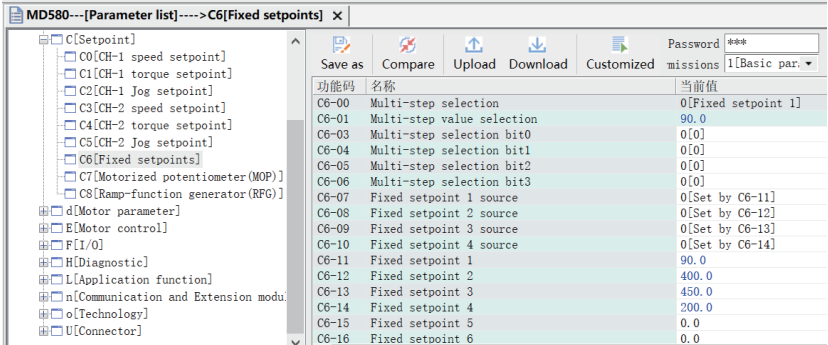 MD580---[Parameter list]---->C6[Fixed setpoints] ×
C[Setpoint]
C0[CH-1 speed setpoint]
C1[CH-1 torque setpoint]
C2[CH-1 Jog setpoint]
C3[CH-2 speed setpoint]
C4[CH-2 torque setpoint]
C5[CH-2 Jog setpoint]
C6[Fixed setpoints]
C7[Motorized potentiometer(MOP)]
C8[Ramp-function generator(RFG)]
d[Motor parameter]
E[Motor control]
F[I/O]
H[Diagnostic]
L[Application function]
n[Communication and Extension modu
o[Technology]
U[Connector]
Save as Compare Upload Download Customized
Password ***
missions 1[Basic par.
功能码 名称 当前值
C6-00 Multi-step selection 0[Fixed setpoint 1]
C6-01 Multi-step value selection 90.0
C6-03 Multi-step selection bit0 0[0]
C6-04 Multi-step selection bit1 0[0]
C6-05 Multi-step selection bit2 0[0]
C6-06 Multi-step selection bit3 0[0]
C6-07 Fixed setpoint 1 source 0[Set by C6-11]
C6-08 Fixed setpoint 2 source 0[Set by C6-12]
C6-09 Fixed setpoint 3 source 0[Set by C6-13]
C6-10 Fixed setpoint 4 source 0[Set by C6-14]
C6-11 Fixed setpoint 1 90.0
C6-12 Fixed setpoint 2 400.0
C6-13 Fixed setpoint 3 450.0
C6-14 Fixed setpoint 4 200.0
C6-15 Fixed setpoint 5 0.0
C6-16 Fixed setpoint 6 0.0